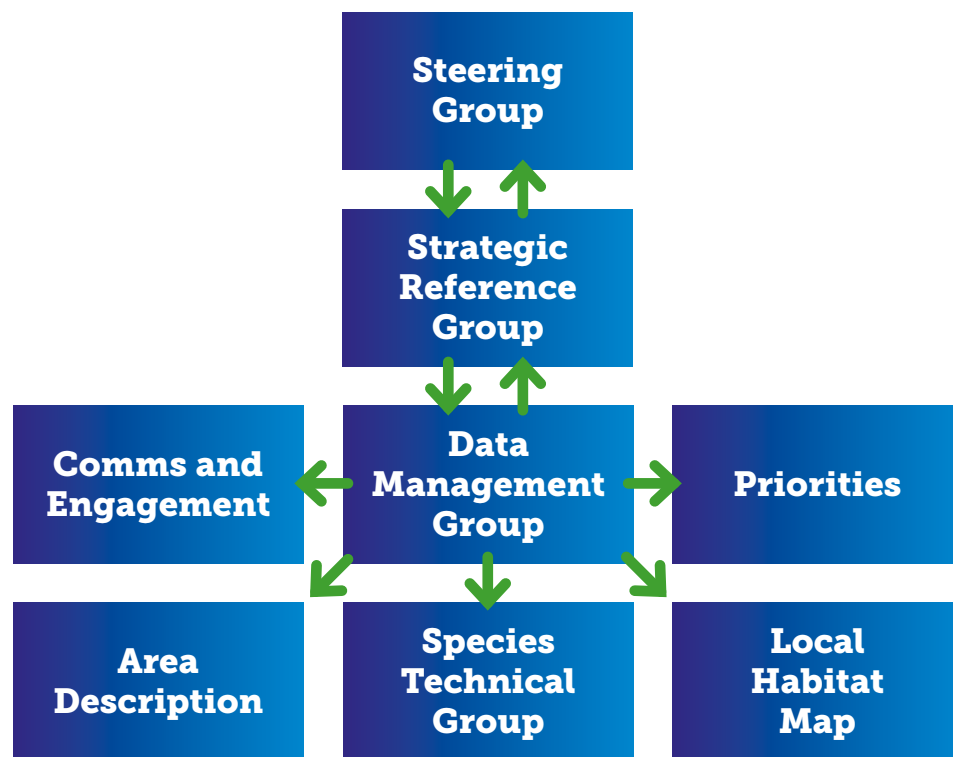 Steering
Group
Strategic
Reference
Group
Comms and
Engagement
Data
Management
Group
Priorities
Area
Description
Species
Technical
Group
Local
Habitat
Map